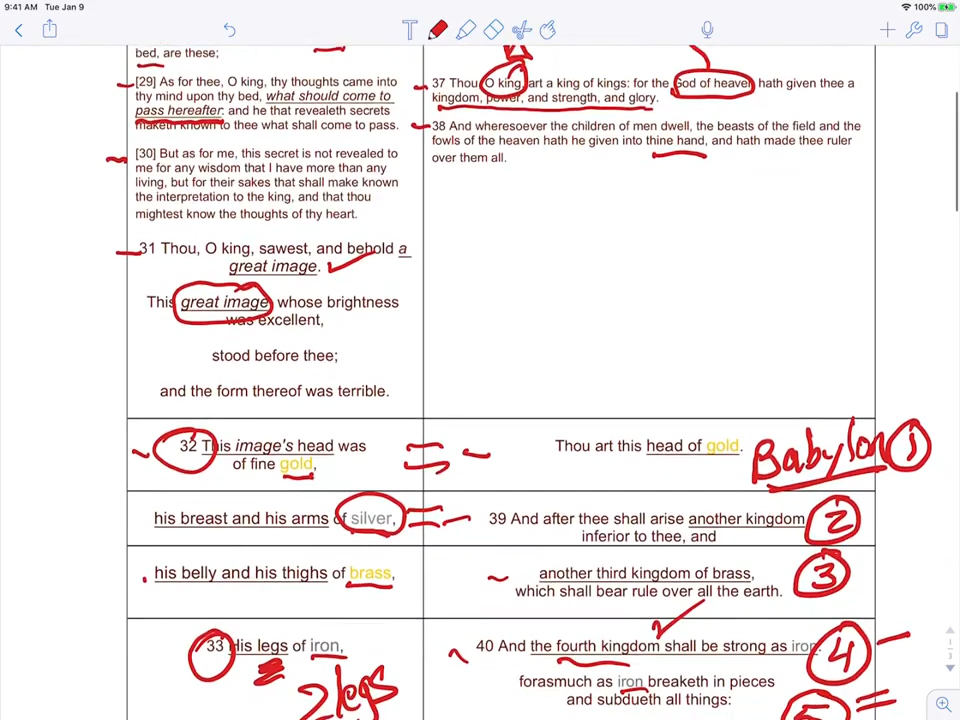 9:41 AM Tue Jan 9
100%
bed, are these;
[29] As for thee, O king, thy thoughts came into
thy mind upon thy bed, what should come to
pass hereafter: and he that revealeth secrets
maketh known to thee what shall come to pass.
[30] But as for me, this secret is not revealed to
me for any wisdom that I have more than any
living, but for their sakes that shall make known
the interpretation to the king, and that thou
mightest know the thoughts of thy heart.
31 Thou, O king, sawest, and behold a
great image.
This great image, whose brightness
was excellent,
stood before thee;
and the form thereof was terrible.
37 Thou, O king, art a king of kings: for the God of heaven hath given thee a
kingdom, power, and strength, and glory.
38 And wheresoever the children of men dwell, the beasts of the field and the
fowls of the heaven hath he given into thine hand, and hath made thee ruler
over them all.
32 This image's head was
of fine gold,
Thou art this head of gold.
Babylon 1
his breast and his arms of silver,
39 And after thee shall arise another kingdom
inferior to thee, and
2
his belly and his thighs of brass,
another third kingdom of brass,
which shall bear rule over all the earth.
3
33 His legs of iron,
2 legs
40 And the fourth kingdom shall be strong as iron:
forasmuch as iron breaketh in pieces
and subdueth all things:
4
5